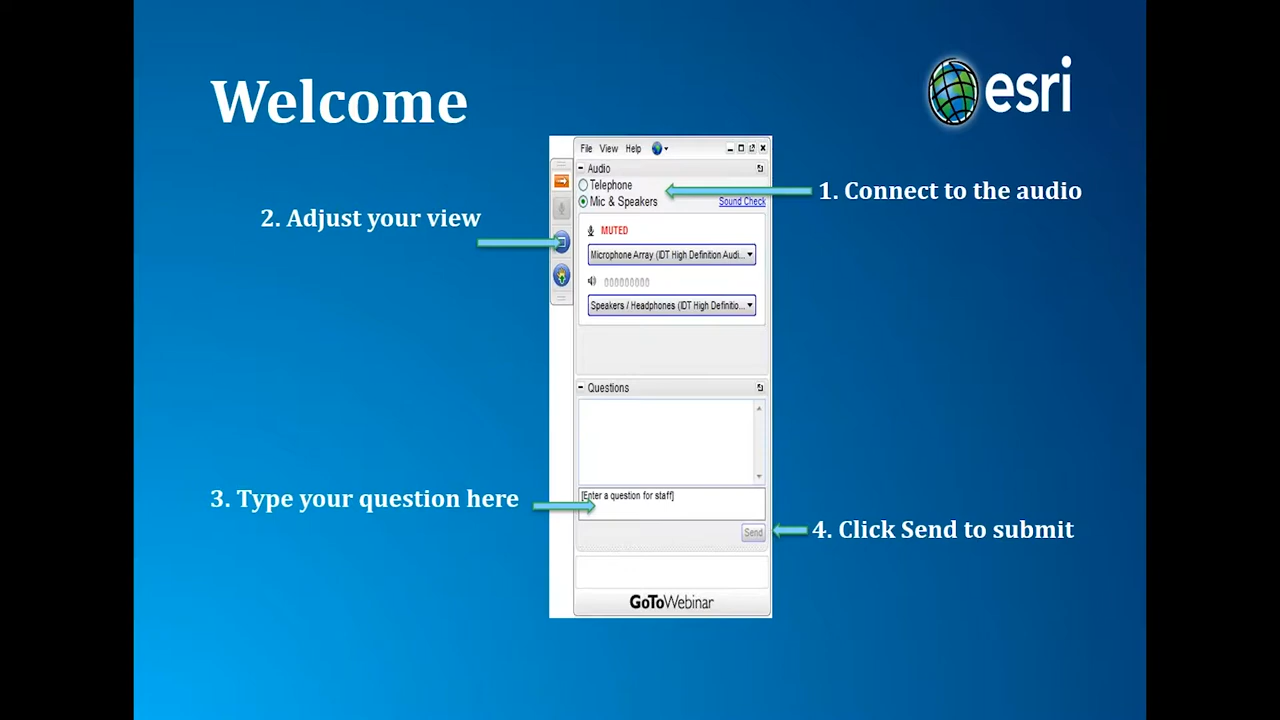 Welcome
esri
File View Help
Audio
Telephone
Mic & Speakers
Sound Check
1. Connect to the audio
2. Adjust your view
MUTED
Microphone Array (IDT High Definition Audi...
Speakers / Headphones (IDT High Definitio...
Questions
[Enter a question for staff]
3. Type your question here
Send
4. Click Send to submit
GoToWebinar